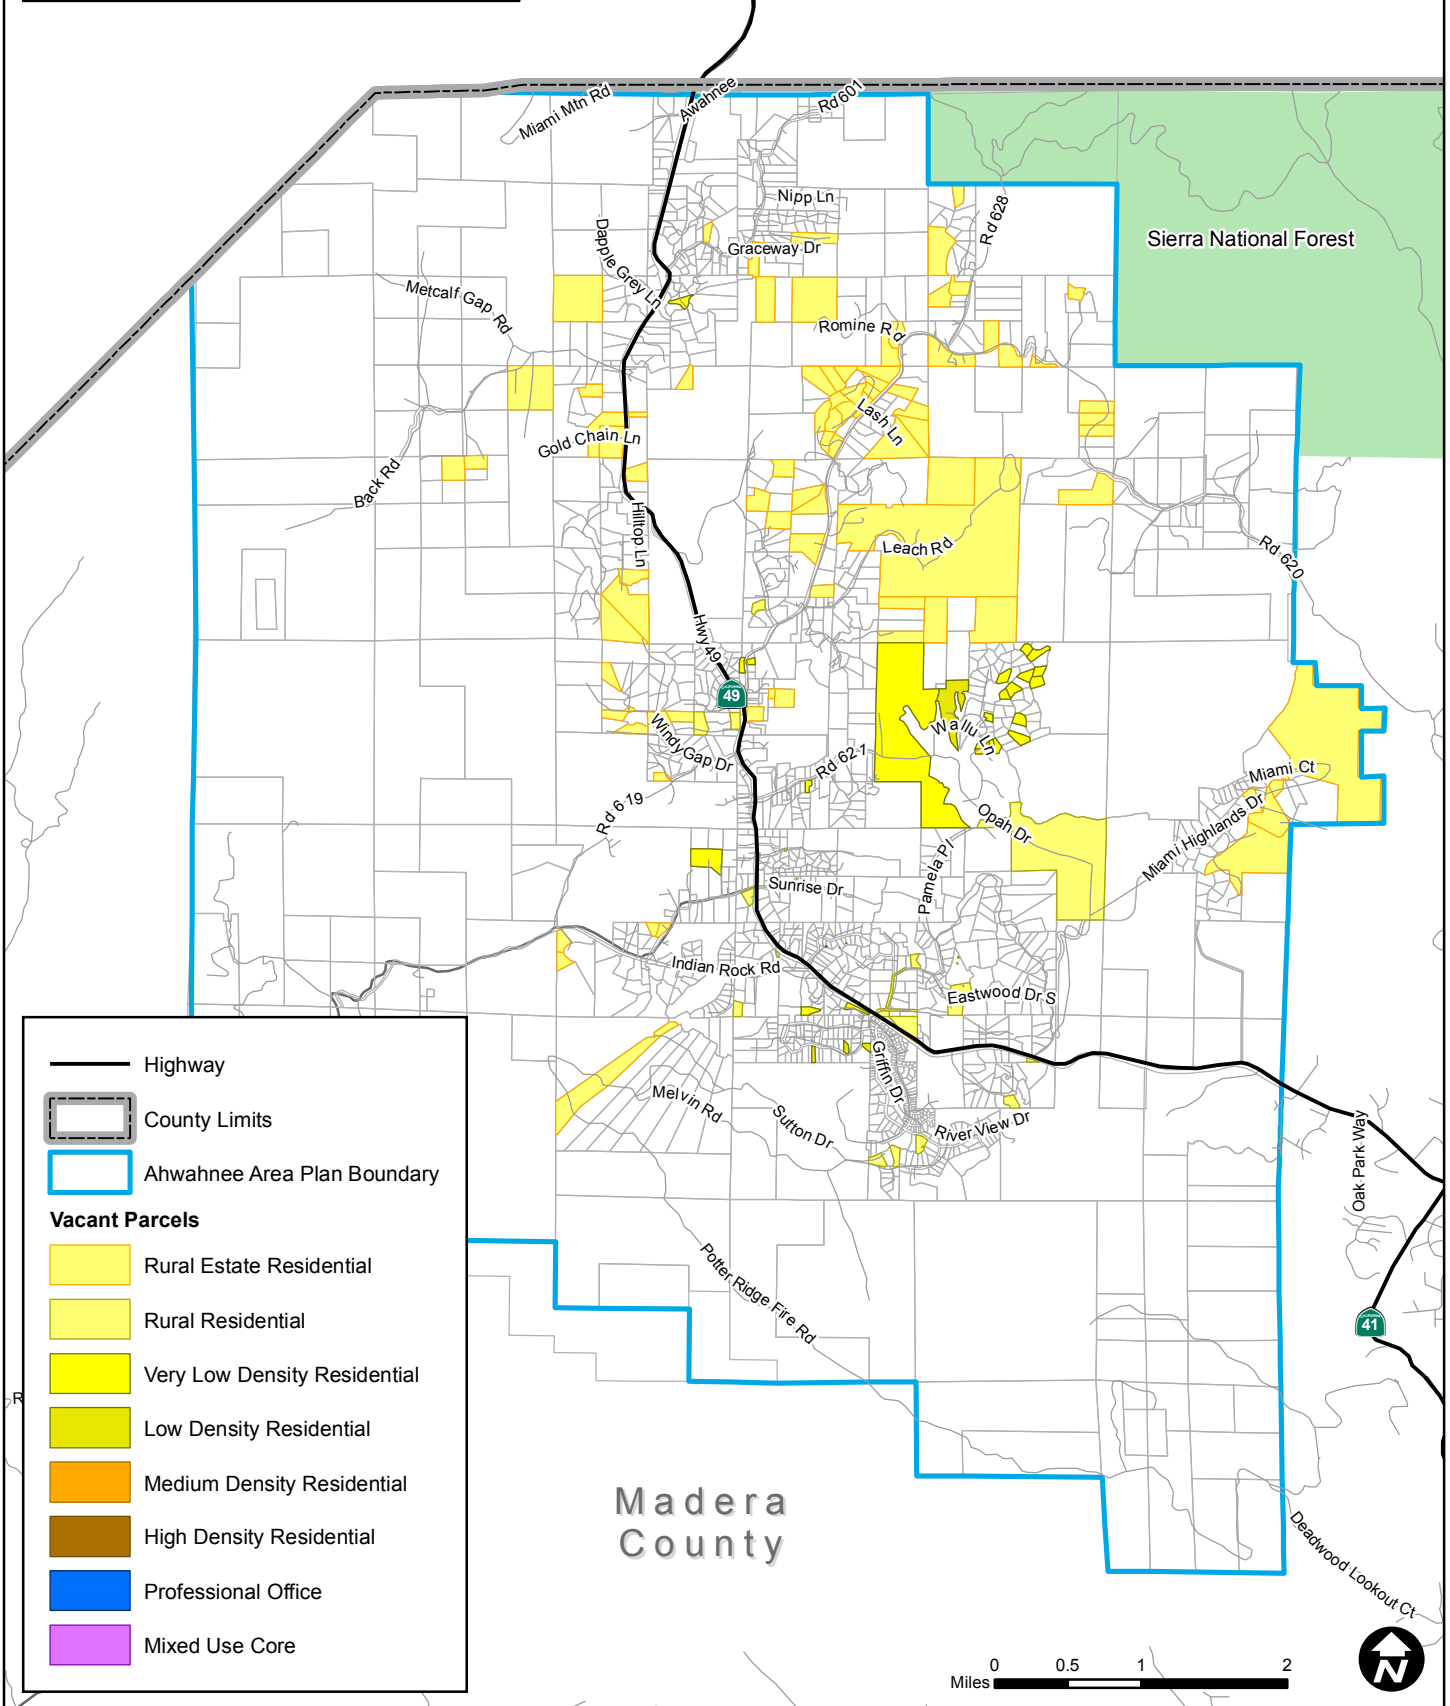 Miami Mtn Rd
Awahnee
Rd 601
Nipp Ln
Rd 628
Sierra National Forest
Dapple Grey Ln
Graceway Dr
Metcalf Gap Rd
Romine Rd
Lash Ln
Gold Chain Ln
Back Rd
Hilltop Ln
Leach Rd
Rd 620
Hwy 49
49
Wallu Ln
Windy Gap Dr
Rd 621
Miami Ct
Rd 619
Opah Dr
Miami Highlands Dr
Pamela Pl
Sunrise Dr
Indian Rock Rd
Eastwood Dr S
Griffin Dr
Melvin Rd
Sutton Dr
River View Dr
Oak Park Way
Potter Ridge Fire Rd
41
R
Highway
County Limits
Ahwahnee Area Plan Boundary
Vacant Parcels
Rural Estate Residential
Rural Residential
Very Low Density Residential
Low Density Residential
Medium Density Residential
High Density Residential
Professional Office
Mixed Use Core
Madera
County
Deadwood Lookout Ct
0 0.5 1 2
Miles
N